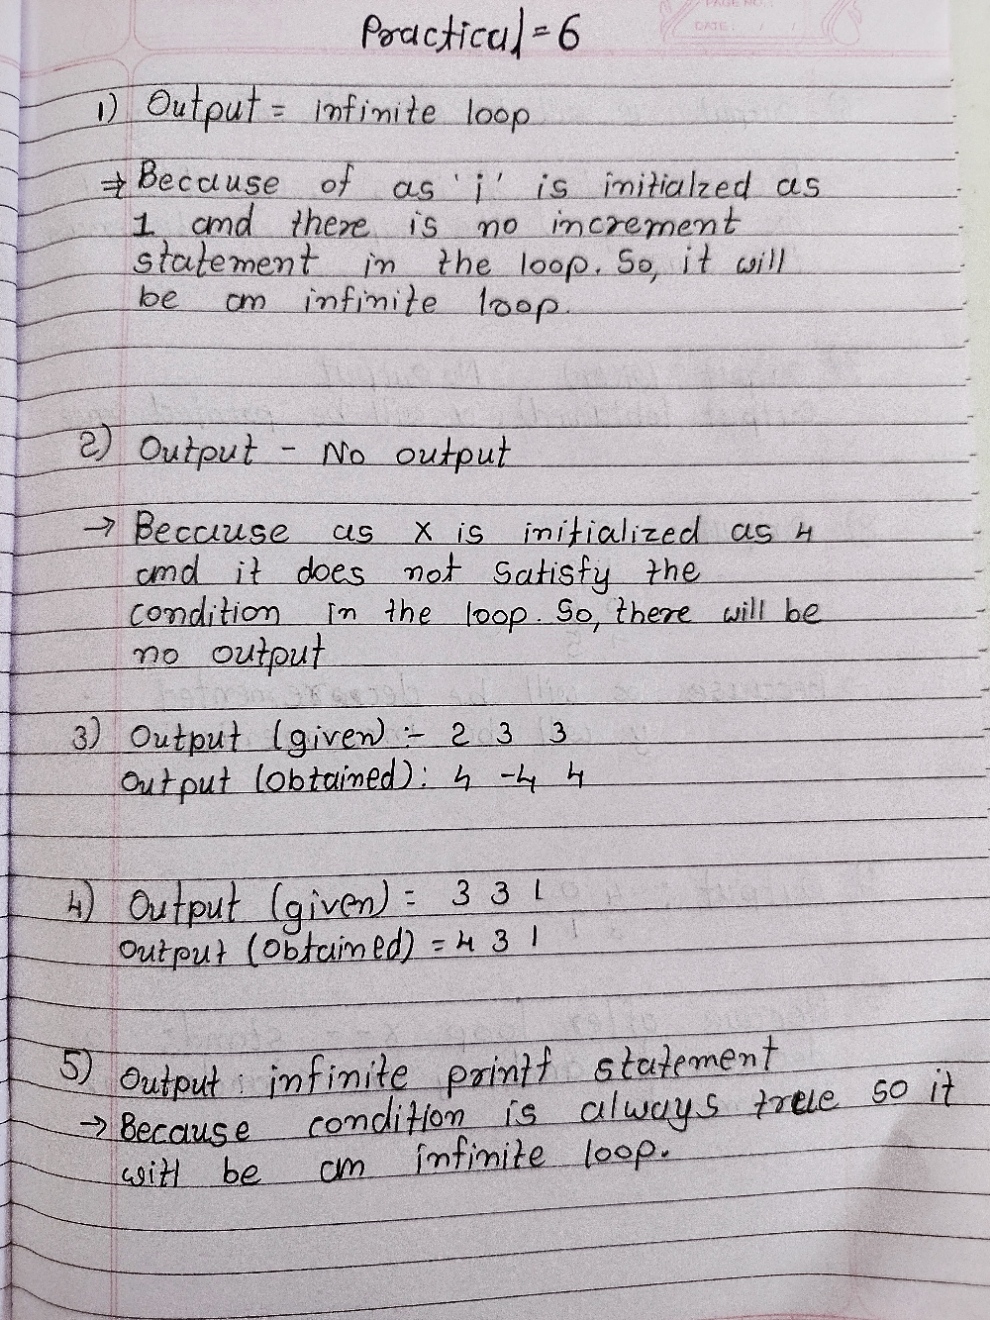 Practical = 6
1) Output = infinite loop
⇒ Because of as 'i' is initialzed as
1 and there is no increment
statement in the loop. So, it will
be an infinite loop.
2) Output - No output
→ Because as X is initialized as 4
and it does not satisfy the
condition in the loop. So, there will be
no output
3) Output (given) :- 2 3 3
Output (obtained): 4 -4 4
4) Output (given) = 3 3 1
Output (obtained) = 4 3 1
5) Output : infinite printf statement
→ Because condition is always true so it
will be an infinite loop.